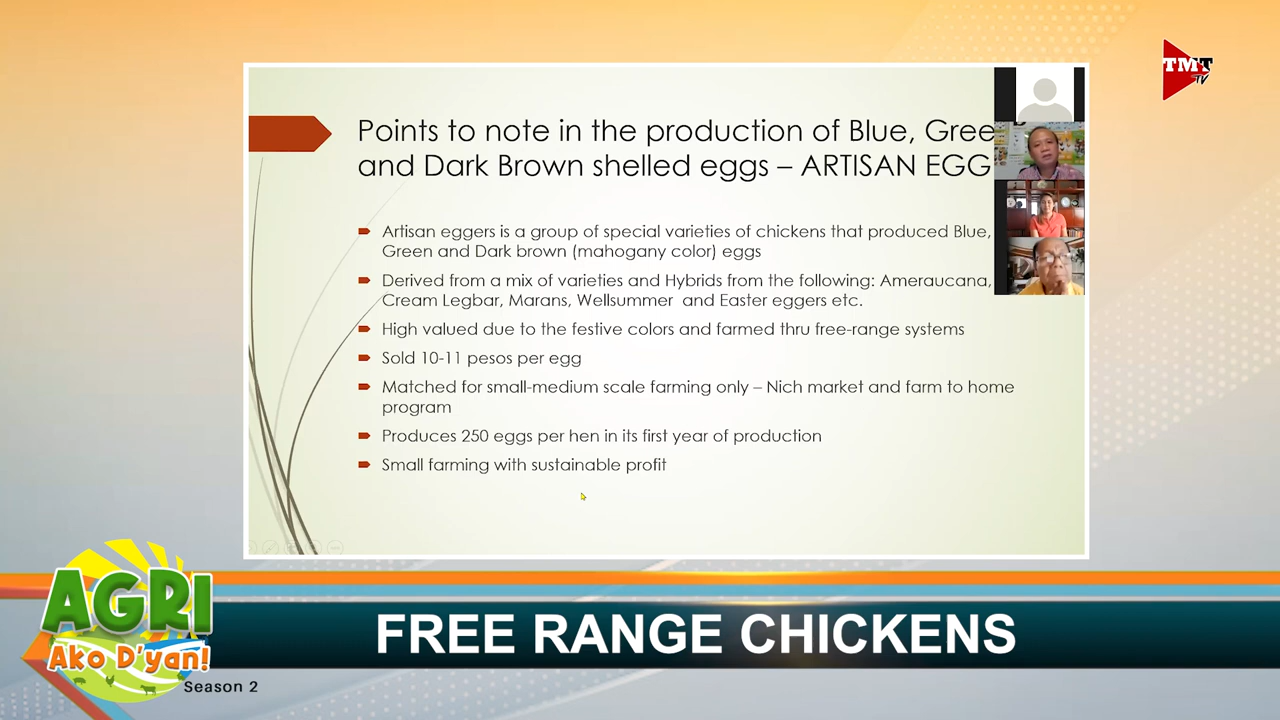 TMT
TV
Points to note in the production of Blue, Gree
and Dark Brown shelled eggs – ARTISAN EGG
Artisan eggers is a group of special varieties of chickens that produced Blue,
Green and Dark brown (mahogany color) eggs
Derived from a mix of varieties and Hybrids from the following: Ameraucana,
Cream Legbar, Marans, Wellsummer and Easter eggers etc.
High valued due to the festive colors and farmed thru free-range systems
Sold 10-11 pesos per egg
Matched for small-medium scale farming only – Nich market and farm to home
program
Produces 250 eggs per hen in its first year of production
Small farming with sustainable profit
AGRI
Ako D'yan!
Season 2
FREE RANGE CHICKENS